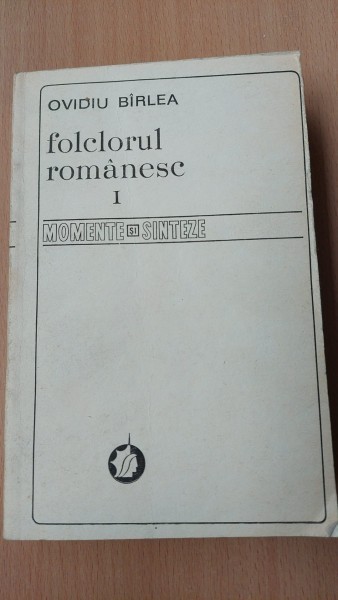 OVIDIU BÎRLEA
folclorul
românesc
I
MOMENTE ȘI SINTEZE